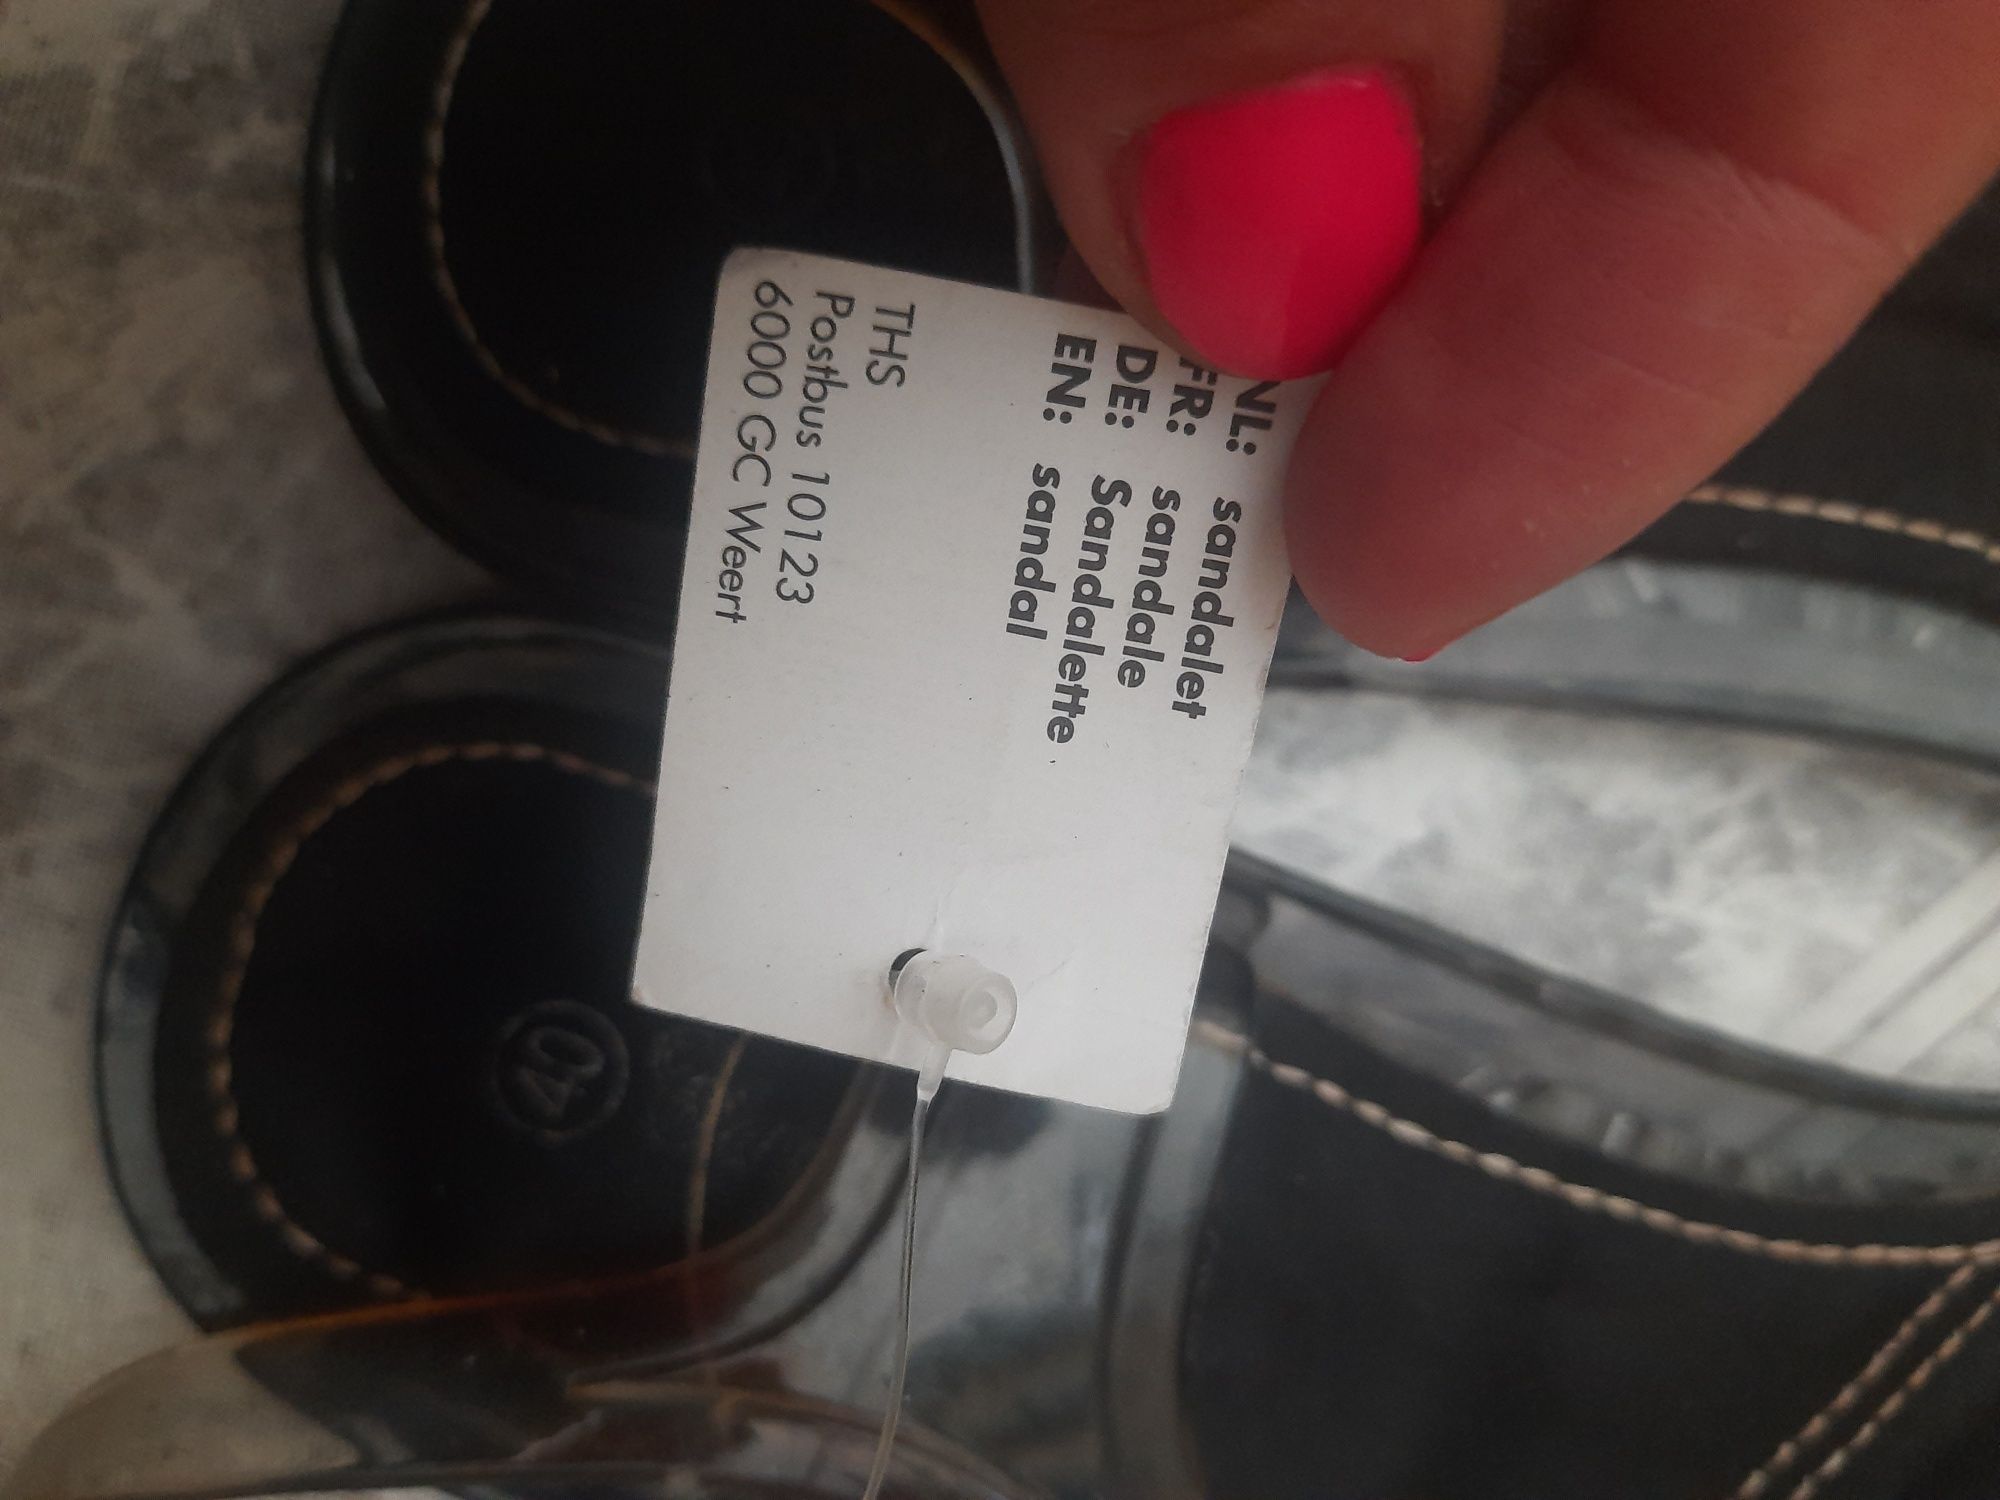 NL: sandalet
FR: sandale
DE: Sandalette
EN: sandal
THS
Postbus 10123
6000 GC Weert
40